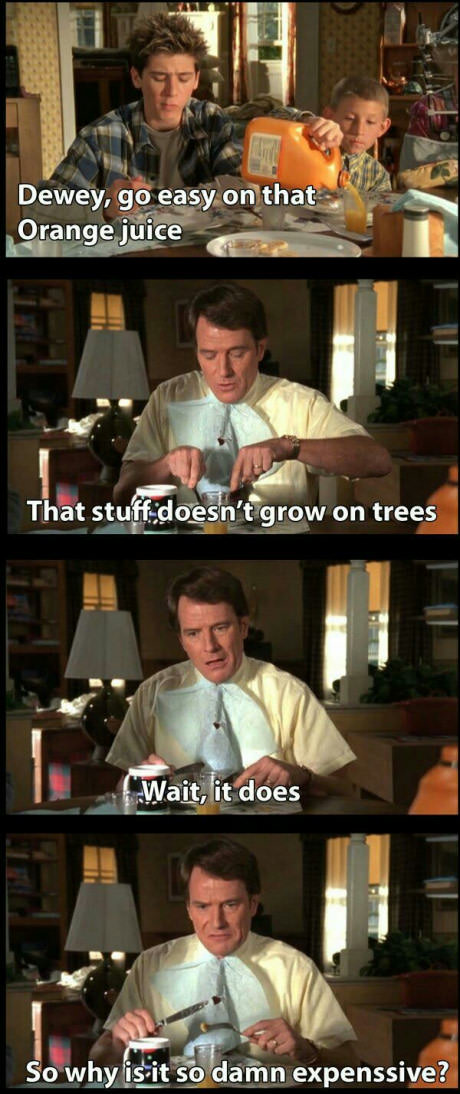 Dewey, go easy on that
Orange juice
That stuff doesn't grow on trees
Wait, it does
So why is it so damn expenssive?